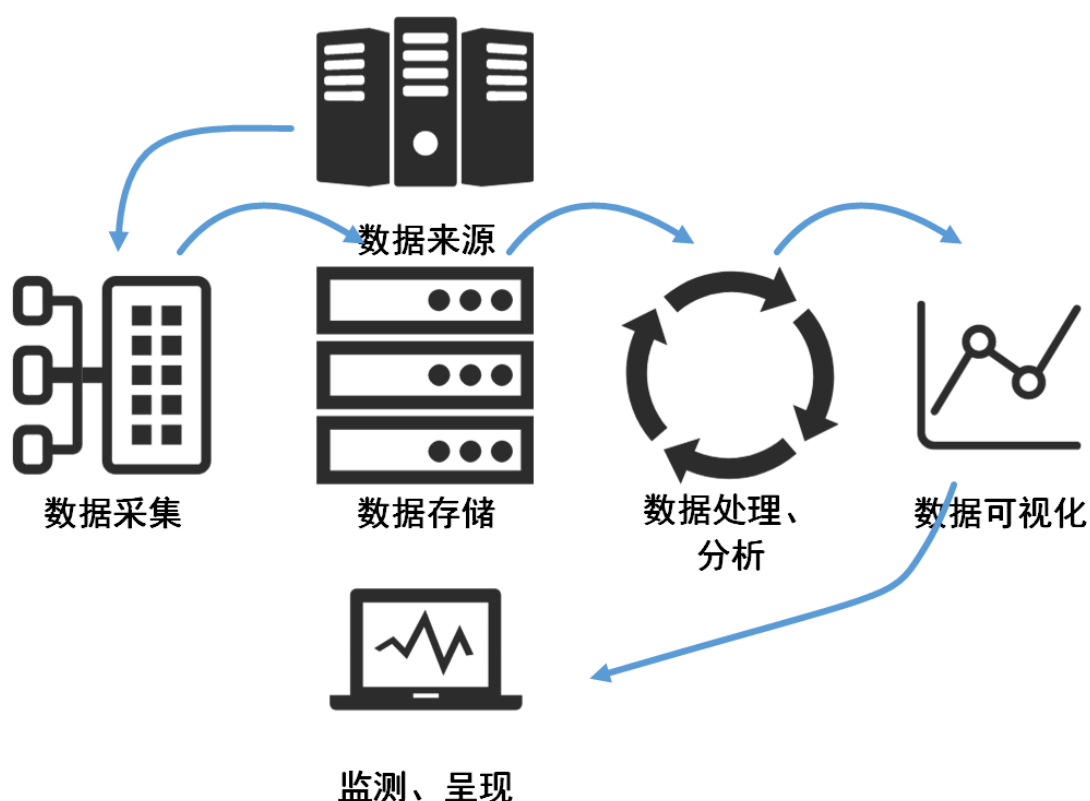 数据来源
数据采集
数据存储
数据处理、
分析
数据可视化
监测、呈现